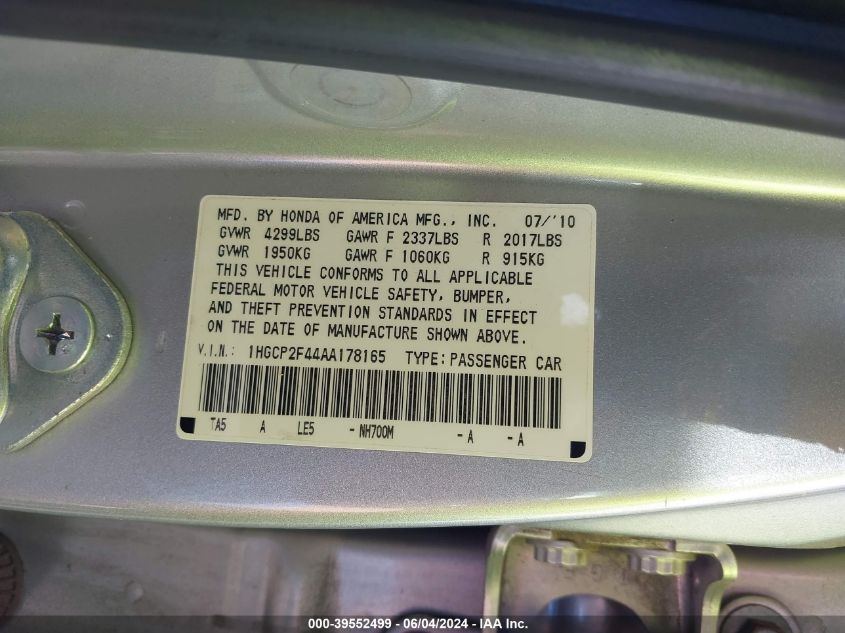 MFD. BY HONDA OF AMERICA MFG., INC. 07/'10
GVWR 4299LBS GAWR F 2337LBS R 2017LBS
GVWR 1950KG GAWR F 1060KG R 915KG
THIS VEHICLE CONFORMS TO ALL APPLICABLE
FEDERAL MOTOR VEHICLE SAFETY, BUMPER,
AND THEFT PREVENTION STANDARDS IN EFFECT
ON THE DATE OF MANUFACTURE SHOWN ABOVE.
V.I.N.: 1HGCP2F44AA178165 TYPE: PASSENGER CAR
TA5 A LE5 - NH700M - A - A
000-39552499 - 06/04/2024 - IAA Inc.